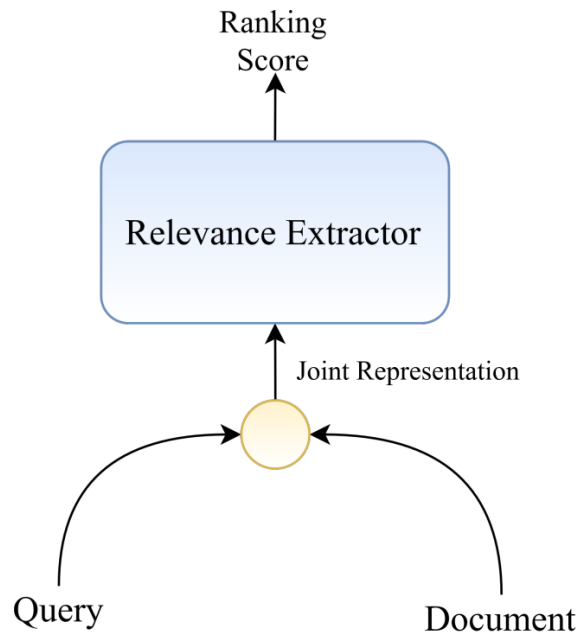 Ranking
Score
Relevance Extractor
Joint Representation
Query
Document